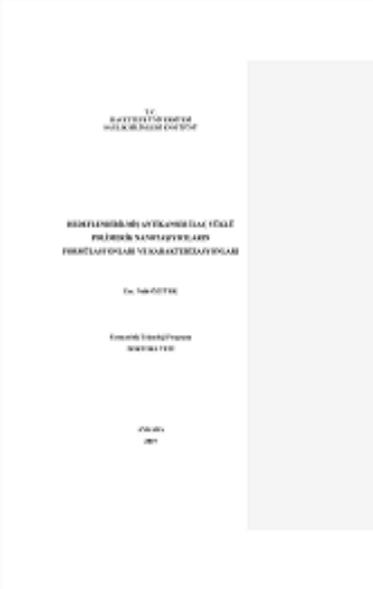 T.C.
HACETTEPE ÜNİVERSİTESİ
SAĞLIK BİLİMLERİ ENSTİTÜSÜ
HEDEFLENDİRİLMİŞ ANTİKANSER İLAÇ YÜKLÜ
POLİMERİK NANOTAŞIYICILARIN
FORMÜLASYONLARI VE KARAKTERİZASYONLARI
Ecz. ÖZTÜRK
Farmasötik Teknoloji Programı
DOKTORA TEZİ
ANKARA